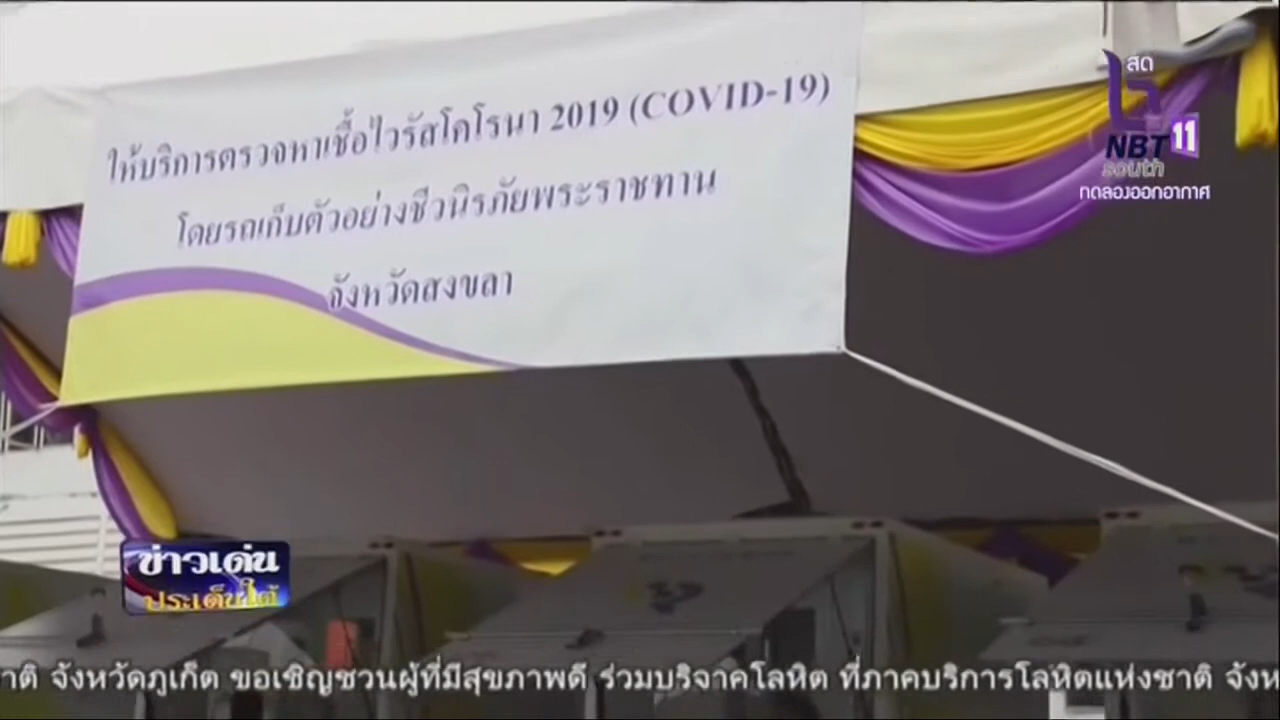 ให้บริการตรวจหาเชื้อไวรัสโคโรนา 2019 (COVID-19)
โดยรถเก็บตัวอย่างชีวนิรภัยพระราชทาน
จังหวัดสงขลา
สด
NBT 11
ทดลองออกอากาศ
ข่าวเด่น
ประเด็นใต้
าติ จังหวัดภูเก็ต ขอเชิญชวนผู้ที่มีสุขภาพดี ร่วมบริจาคโลหิต ที่ภาคบริการโลหิตแห่งชาติ จังห